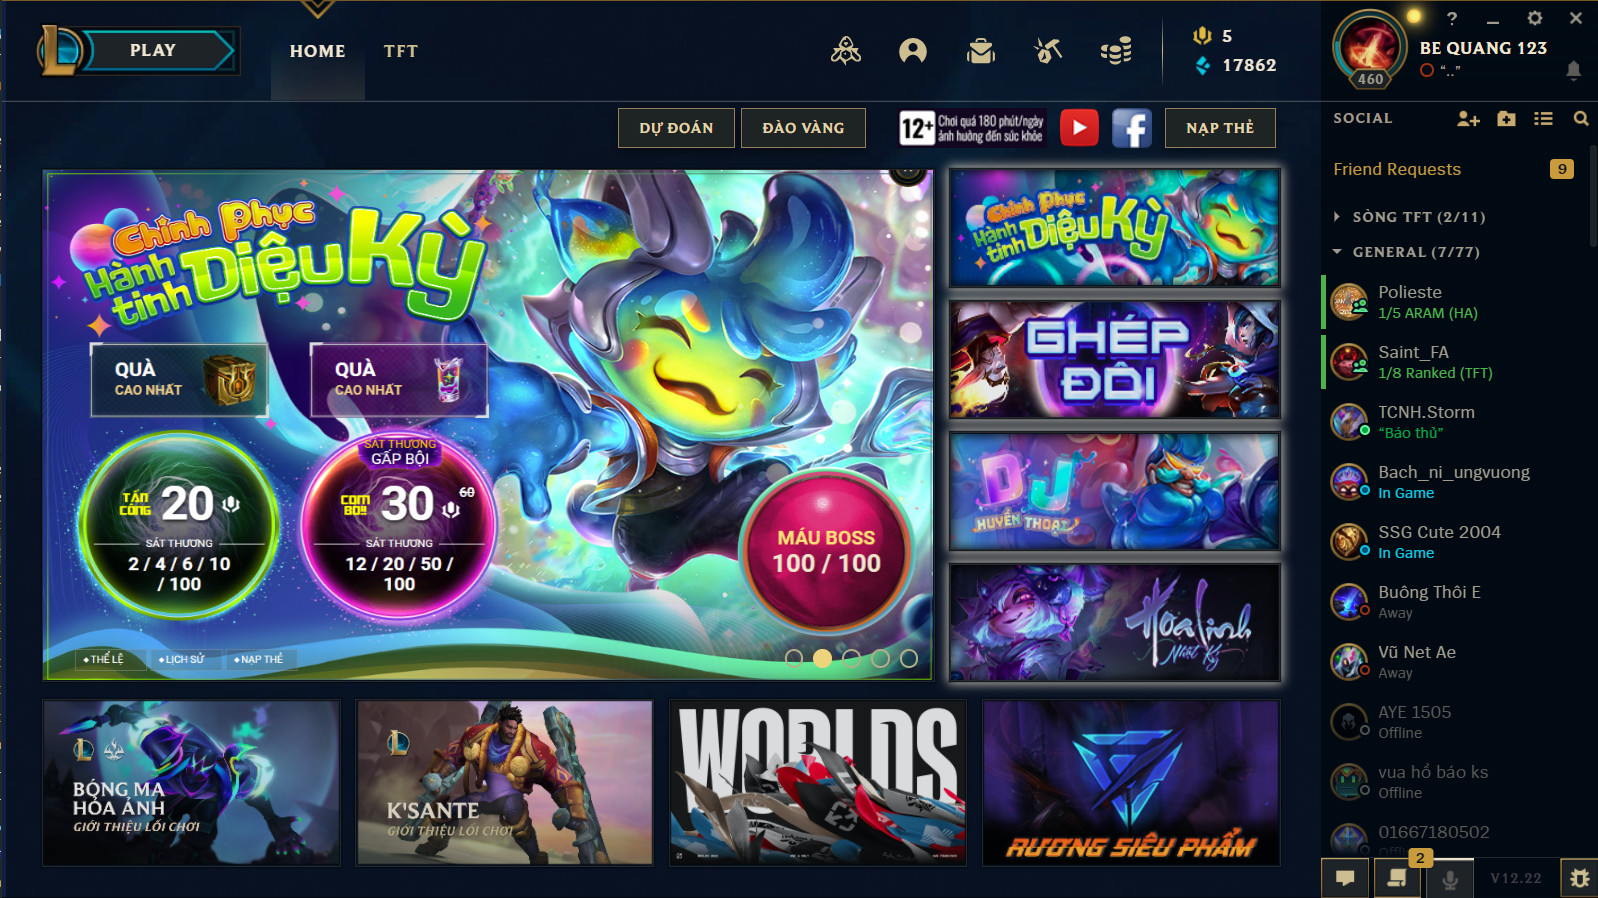 PLAY
HOME
TFT
5
17862
BE QUANG 123
460
“..”
DỰ ĐOÁN
ĐÀO VÀNG
12+
Chơi quá 180 phút/ngày
ảnh hưởng đến sức khỏe
NẠP THẺ
SOCIAL
Friend Requests
9
SÒNG TFT (2/11)
GENERAL (7/77)
Polieste
1/5 ARAM (HA)
Saint_FA
1/8 Ranked (TFT)
TCNH.Storm
“Báo thủ”
Bach_ni_ungvuong
In Game
SSG Cute 2004
In Game
Buông Thôi E
Away
Vũ Net Ae
Away
AYE 1505
Offline
vua hồ báo ks
Offline
01667180502
Offline
2
V12.22
Chinh Phục
Hành tinh Diệu Kỳ
QUÀ
CAO NHẤT
QUÀ
CAO NHẤT
TẤN CÔNG
20
SÁT THƯƠNG
2 / 4 / 6 / 10
/ 100
SÁT THƯƠNG
GẤP BỘI
COM BO!!
30
60
SÁT THƯƠNG
12 / 20 / 50 /
100
MÁU BOSS
100 / 100
THỂ LỆ
LỊCH SỬ
NẠP THẺ
Chinh Phục
Hành tinh Diệu Kỳ
GHÉP
ĐÔI
DJ
HUYỀN THOẠI
Hoa Linh
Nhật Ký
BÓNG MA
HÓA ẢNH
GIỚI THIỆU LỐI CHƠI
K'SANTE
GIỚI THIỆU LỐI CHƠI
WORLDS
RƯƠNG SIÊU PHẨM